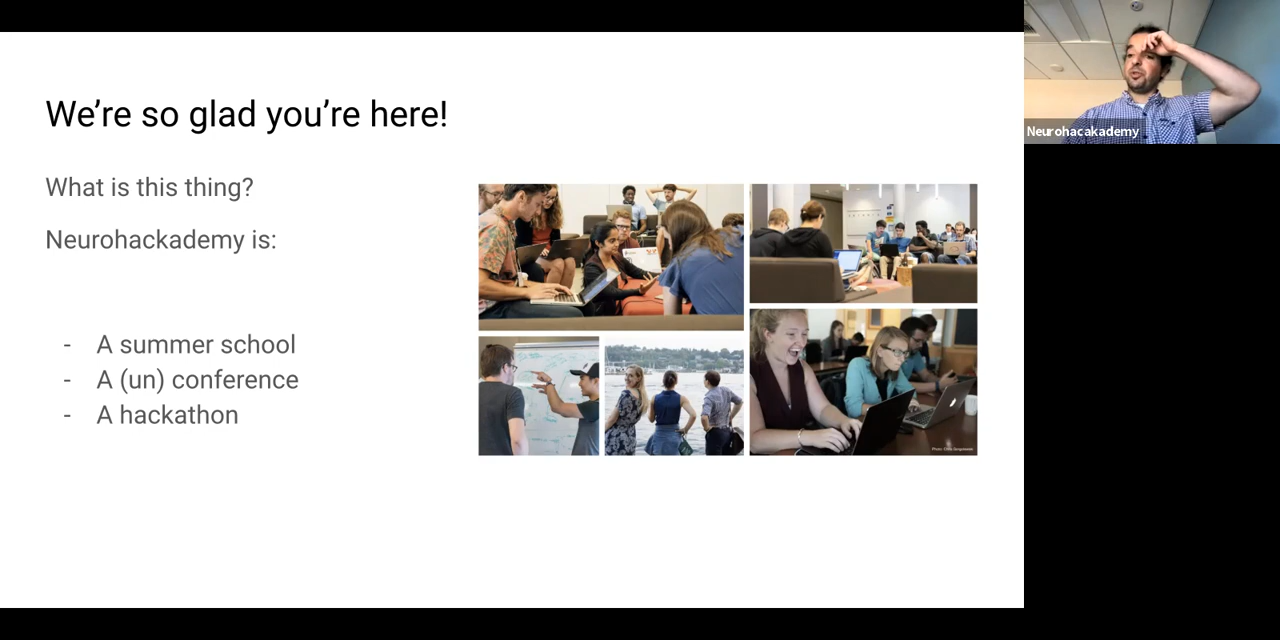 We're so glad you're here!
What is this thing?
Neurohackademy is:
- A summer school
- A (un) conference
- A hackathon
Neurohacakademy